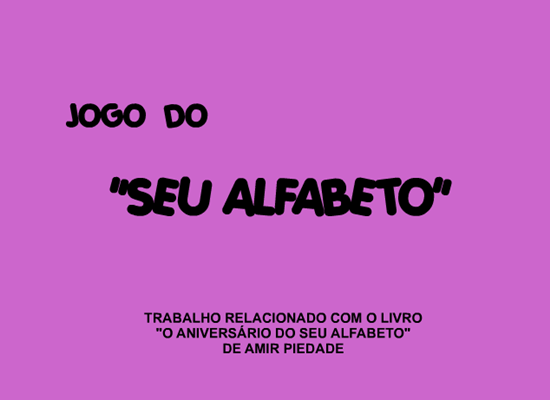 JOGO DO
"SEU ALFABETO"
TRABALHO RELACIONADO COM O LIVRO
"O ANIVERSÁRIO DO SEU ALFABETO"
DE AMIR PIEDADE